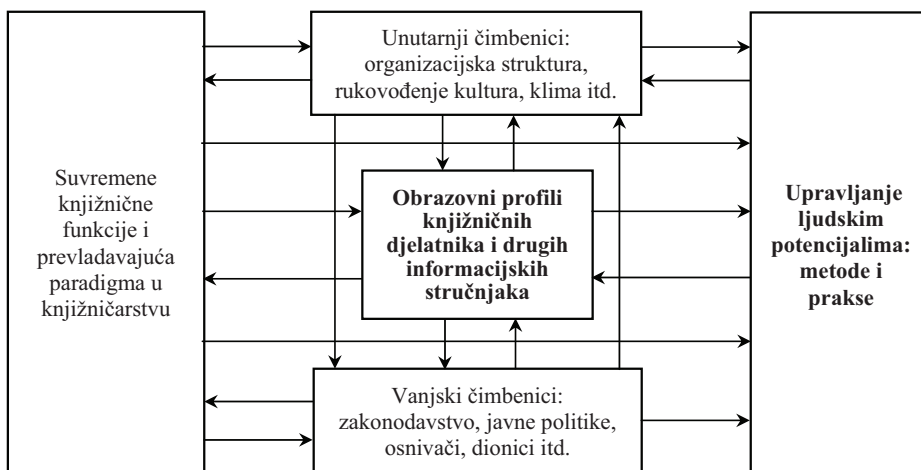 Unutarnji čimbenici:
organizacijska struktura,
rukovođenje kultura, klima itd.
Suvremene
knjižnične
funkcije i
prevladavajuća
paradigma u
knjižničarstvu
Obrazovni profili
knjižničnih
djelatnika i drugih
informacijskih
stručnjaka
Upravljanje
ljudskim
potencijalima:
metode i
prakse
Vanjski čimbenici:
zakonodavstvo, javne politike,
osnivači, dionici itd.